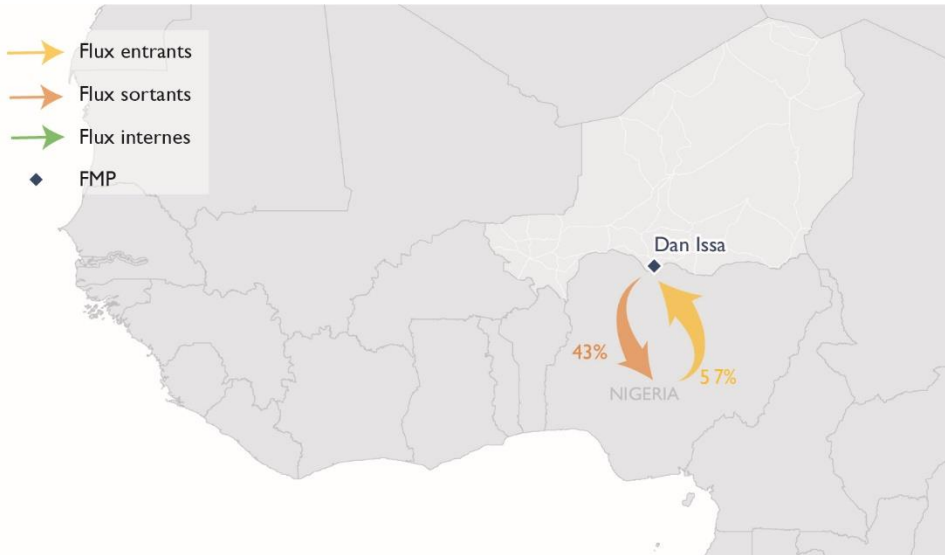 Flux entrants
Flux sortants
Flux internes
FMP
Dan Issa
43%
5 7%
NIGERIA